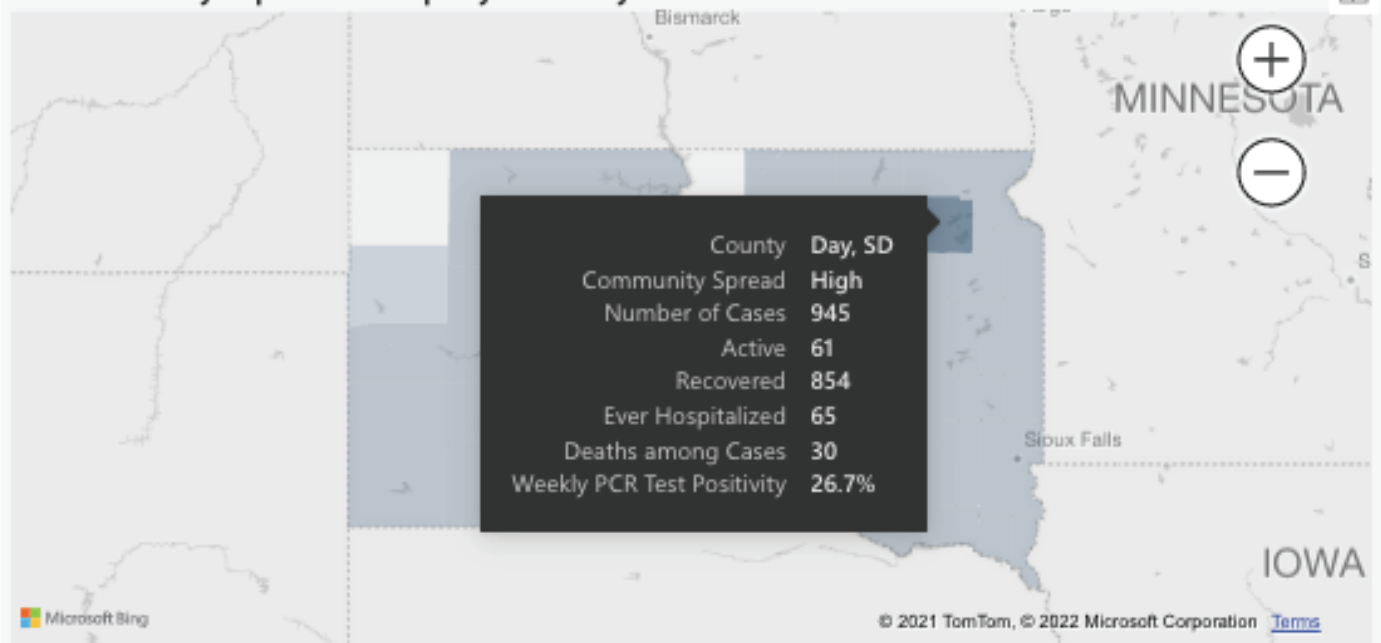 Bismarck
MINNESOTA
County Day, SD
Community Spread High
Number of Cases 945
Active 61
Recovered 854
Ever Hospitalized 65
Deaths among Cases 30
Weekly PCR Test Positivity 26.7%
Sioux Falls
IOWA
Microsoft Bing
© 2021 TomTom, © 2022 Microsoft Corporation Terms